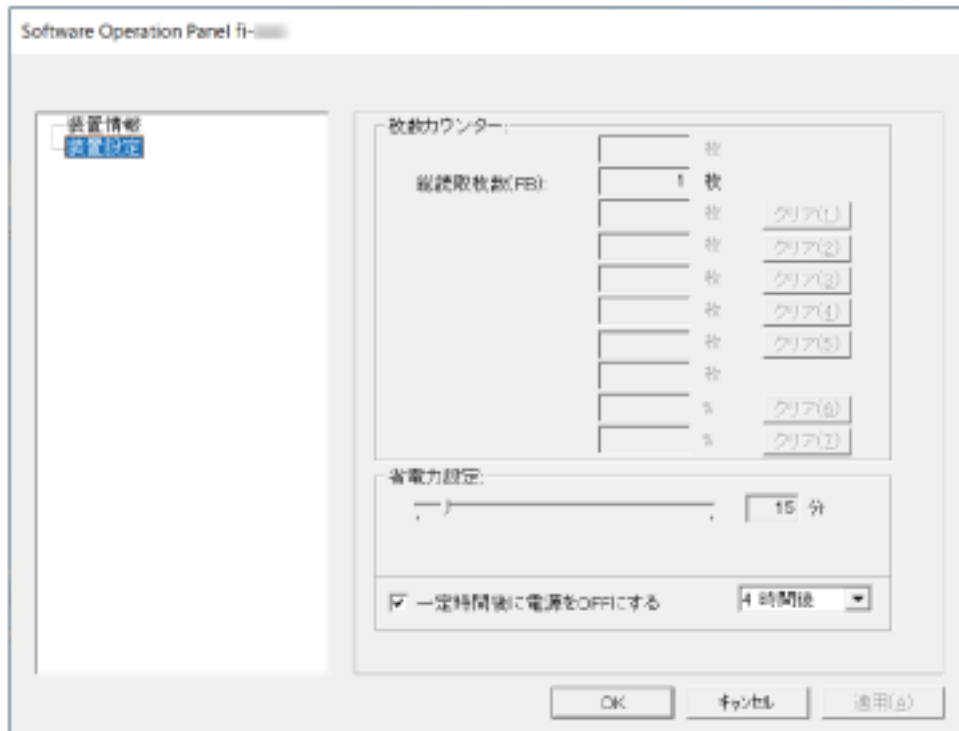 Software Operation Panel fi-
装置情報
装置設定
枚数カウンター:
枚
総読取枚数(FB): 1 枚
枚 クリア(1)
枚 クリア(2)
枚 クリア(3)
枚 クリア(4)
枚 クリア(5)
枚
% クリア(6)
% クリア(7)
省電力設定:
15 分
一定時間後に電源をOFFにする 4 時間後
OK キャンセル 適用(A)